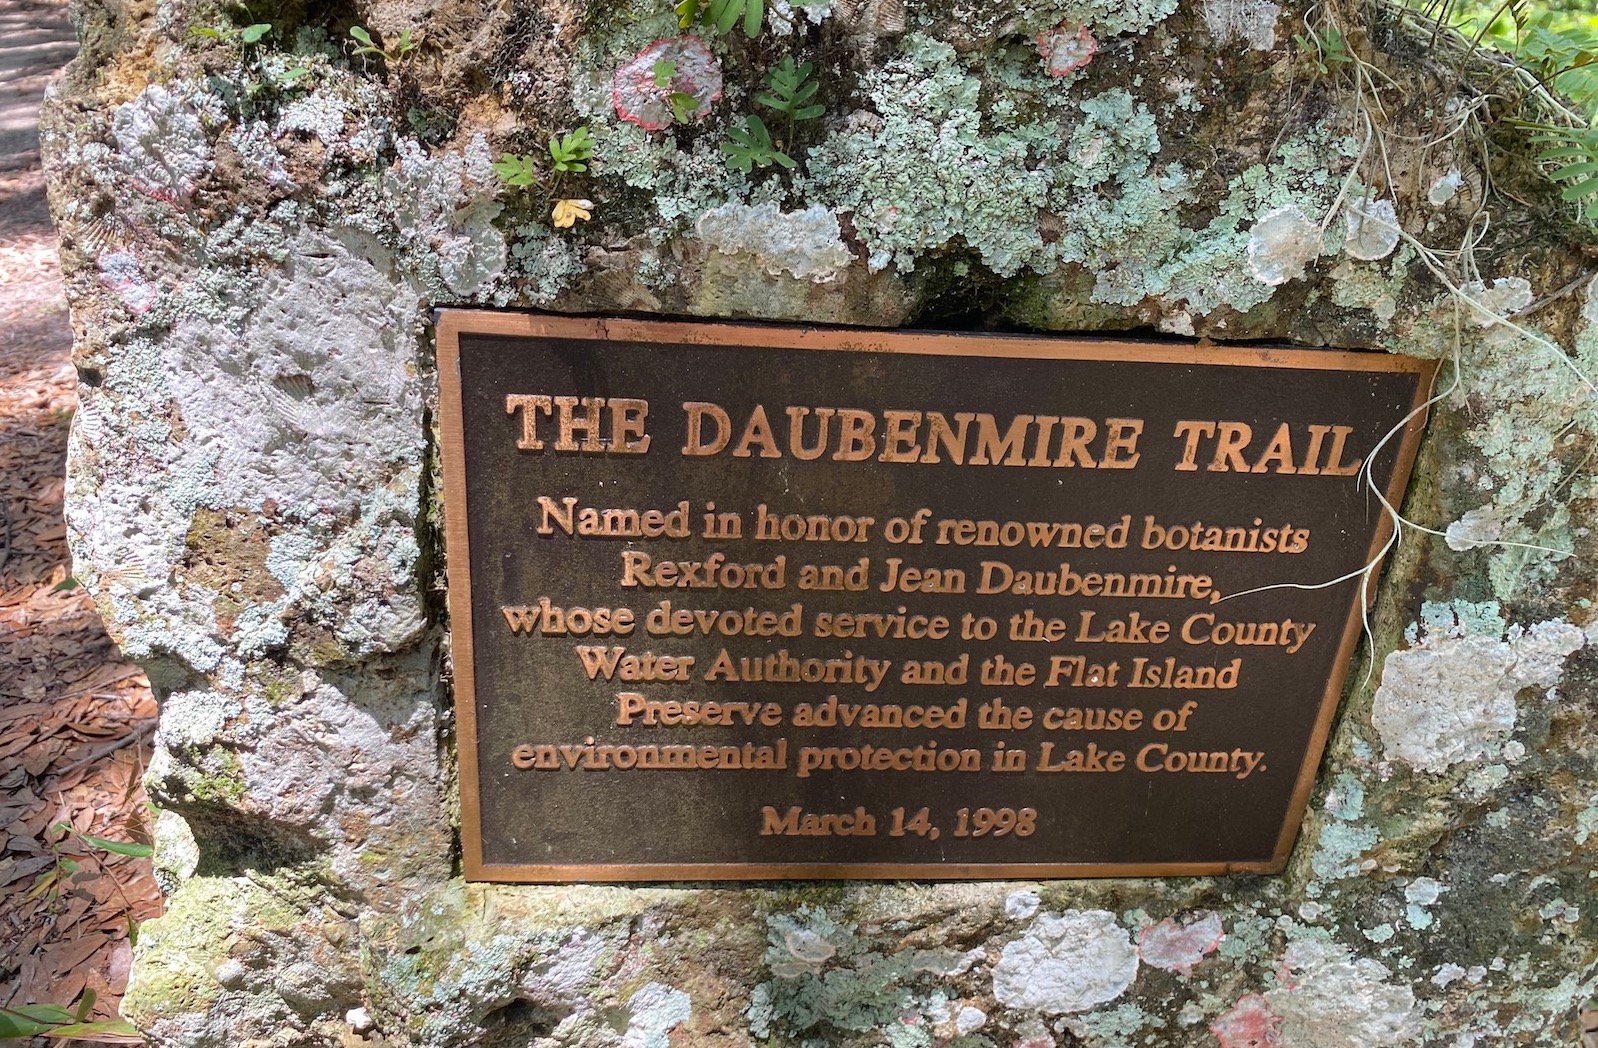 THE DAUBENMIRE TRAIL
Named in honor of renowned botanists
Rexford and Jean Daubenmire,
whose devoted service to the Lake County
Water Authority and the Flat Island
Preserve advanced the cause of
environmental protection in Lake County.
March 14, 1998